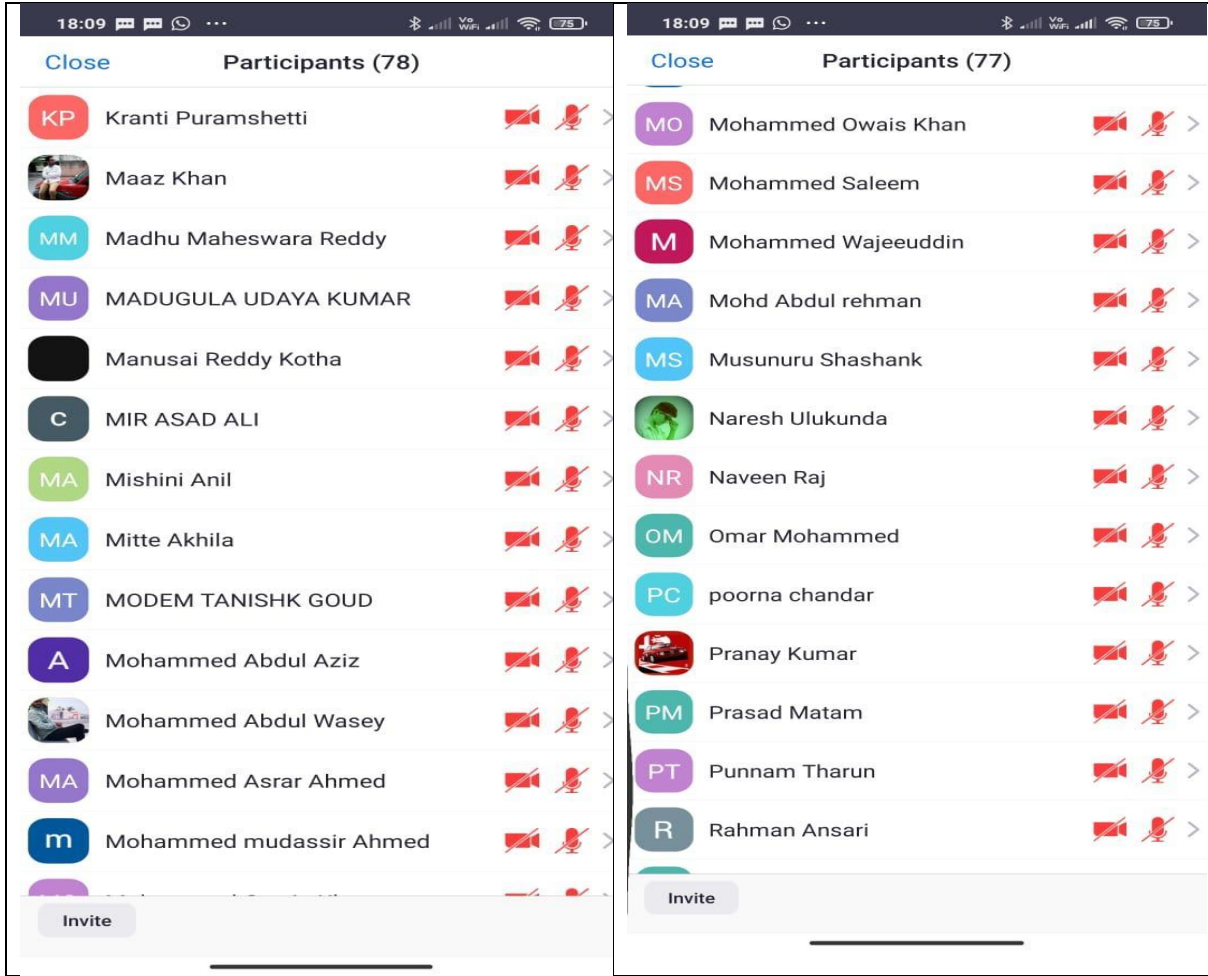 18:09 ... Vo WiFi 75
Close Participants (78)
KP Kranti Puramshetti
Maaz Khan
MM Madhu Maheswara Reddy
MU MADUGULA UDAYA KUMAR
Manusai Reddy Kotha
C MIR ASAD ALI
MA Mishini Anil
MA Mitte Akhila
MT MODEM TANISHK GOUD
A Mohammed Abdul Aziz
Mohammed Abdul Wasey
MA Mohammed Asrar Ahmed
m Mohammed mudassir Ahmed
Invite
18:09 ... Vo WiFi 75
Close Participants (77)
MO Mohammed Owais Khan
MS Mohammed Saleem
M Mohammed Wajeeuddin
MA Mohd Abdul rehman
MS Musunuru Shashank
Naresh Ulukunda
NR Naveen Raj
OM Omar Mohammed
PC poorna chandar
Pranay Kumar
PM Prasad Matam
PT Punnam Tharun
R Rahman Ansari
Invite